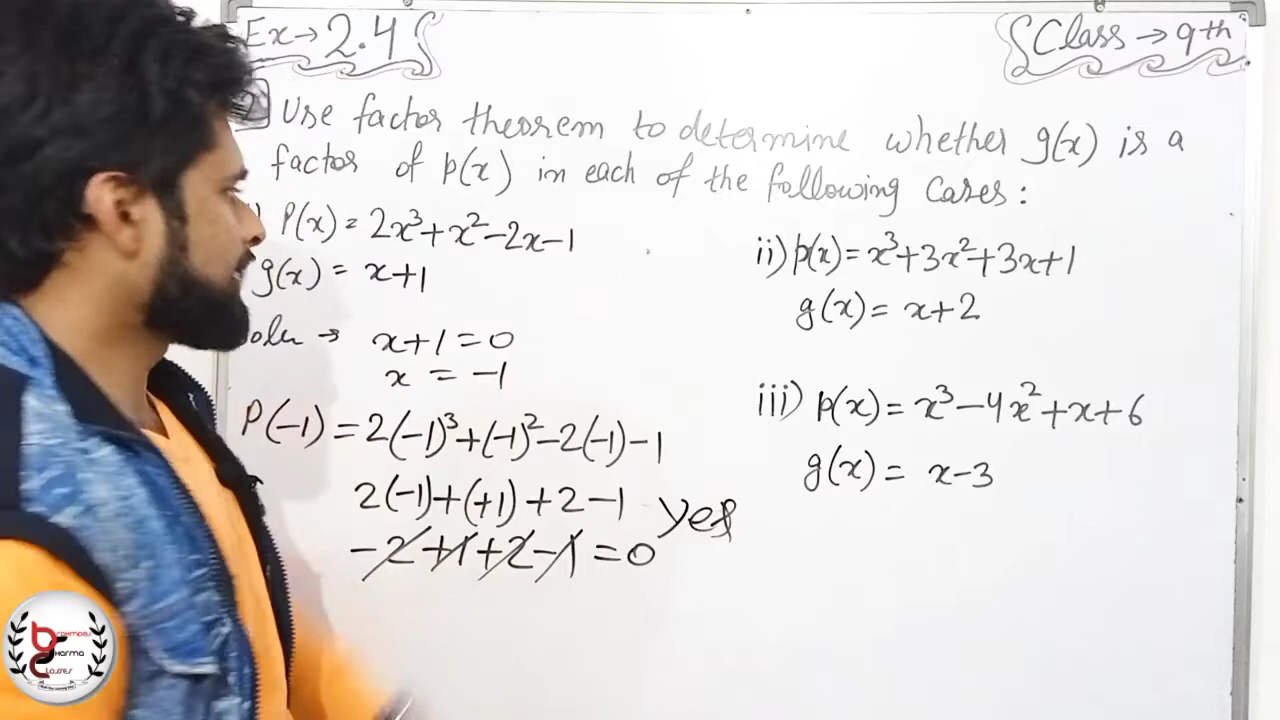 Ex→2.4
Class → 9th
Use factor theorem to determine whether g(x) is a
factor of p(x) in each of the following cases:
P(x) = 2x³+x²-2x-1
g(x) = x+1
x+1=0
x = -1
P(-1) = 2(-1)³+(-1)²-2(-1)-1
2(-1)+(+1)+2-1
-2+1+2-1=0
yes
ii) p(x)= x³+3x²+3x+1
g(x)= x+2
iii) p(x)= x³-4x²+x+6
g(x)= x-3